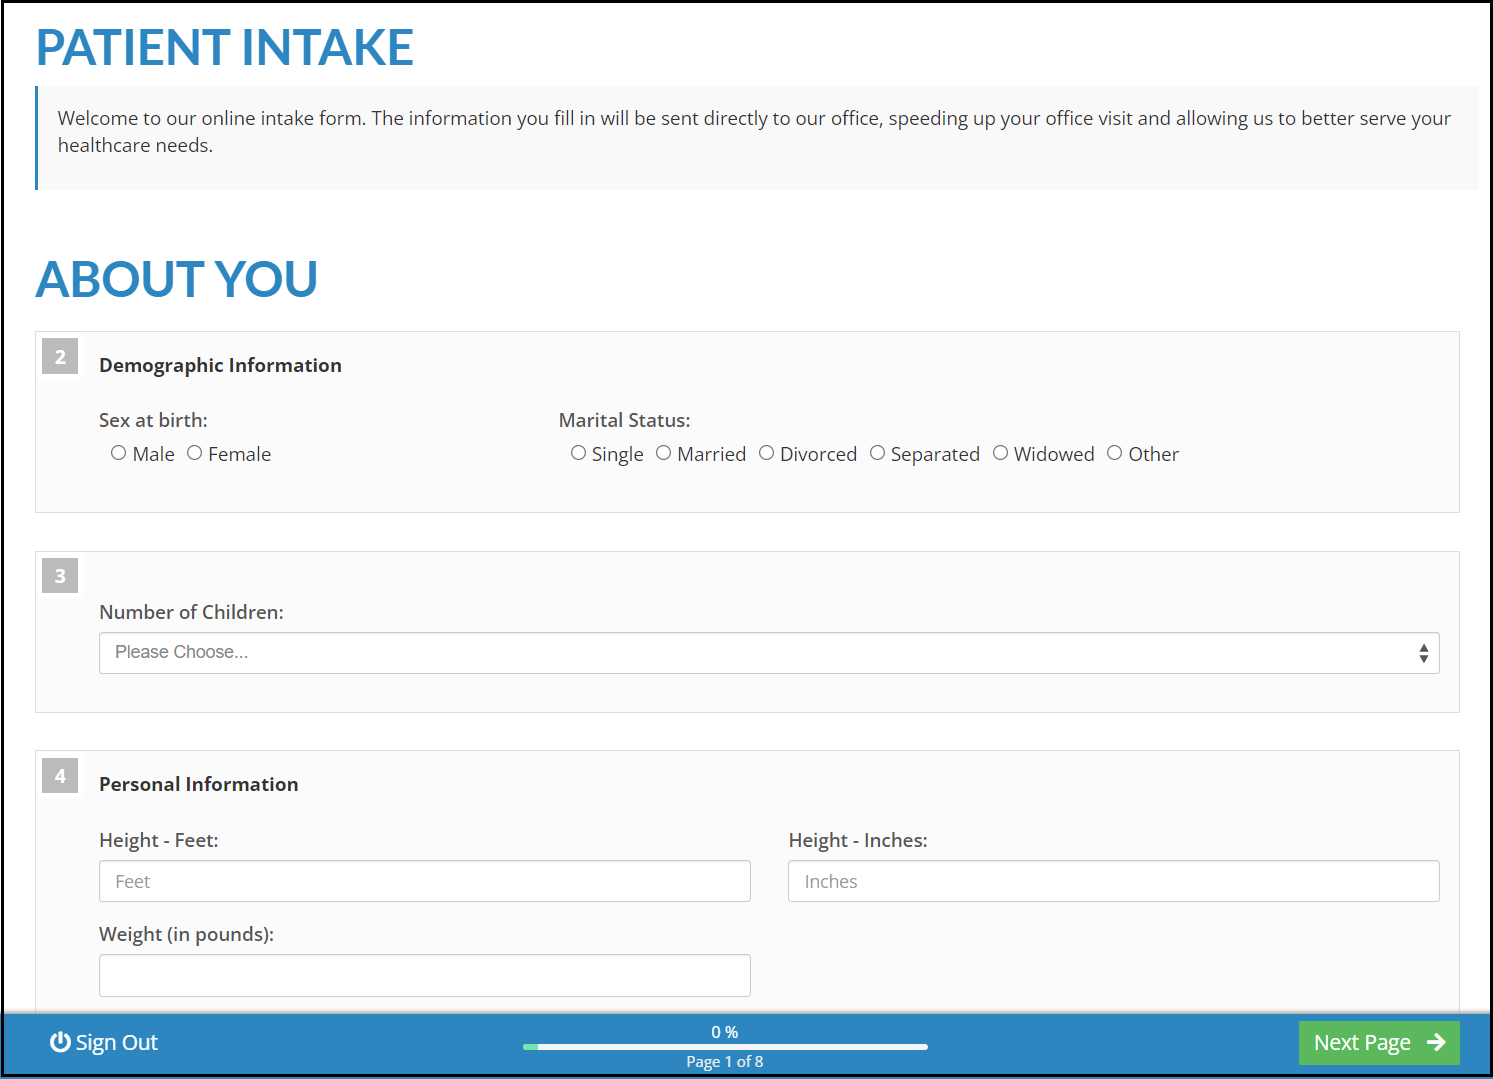 PATIENT INTAKE
Welcome to our online intake form. The information you fill in will be sent directly to our office, speeding up your office visit and allowing us to better serve your
healthcare needs.
ABOUT YOU
2
Demographic Information
Sex at birth:
Male Female
Marital Status:
Single Married Divorced Separated Widowed Other
3
Number of Children:
Please Choose...
4
Personal Information
Height - Feet:
Feet
Height - Inches:
Inches
Weight (in pounds):
Sign Out
0 %
Page 1 of 8
Next Page